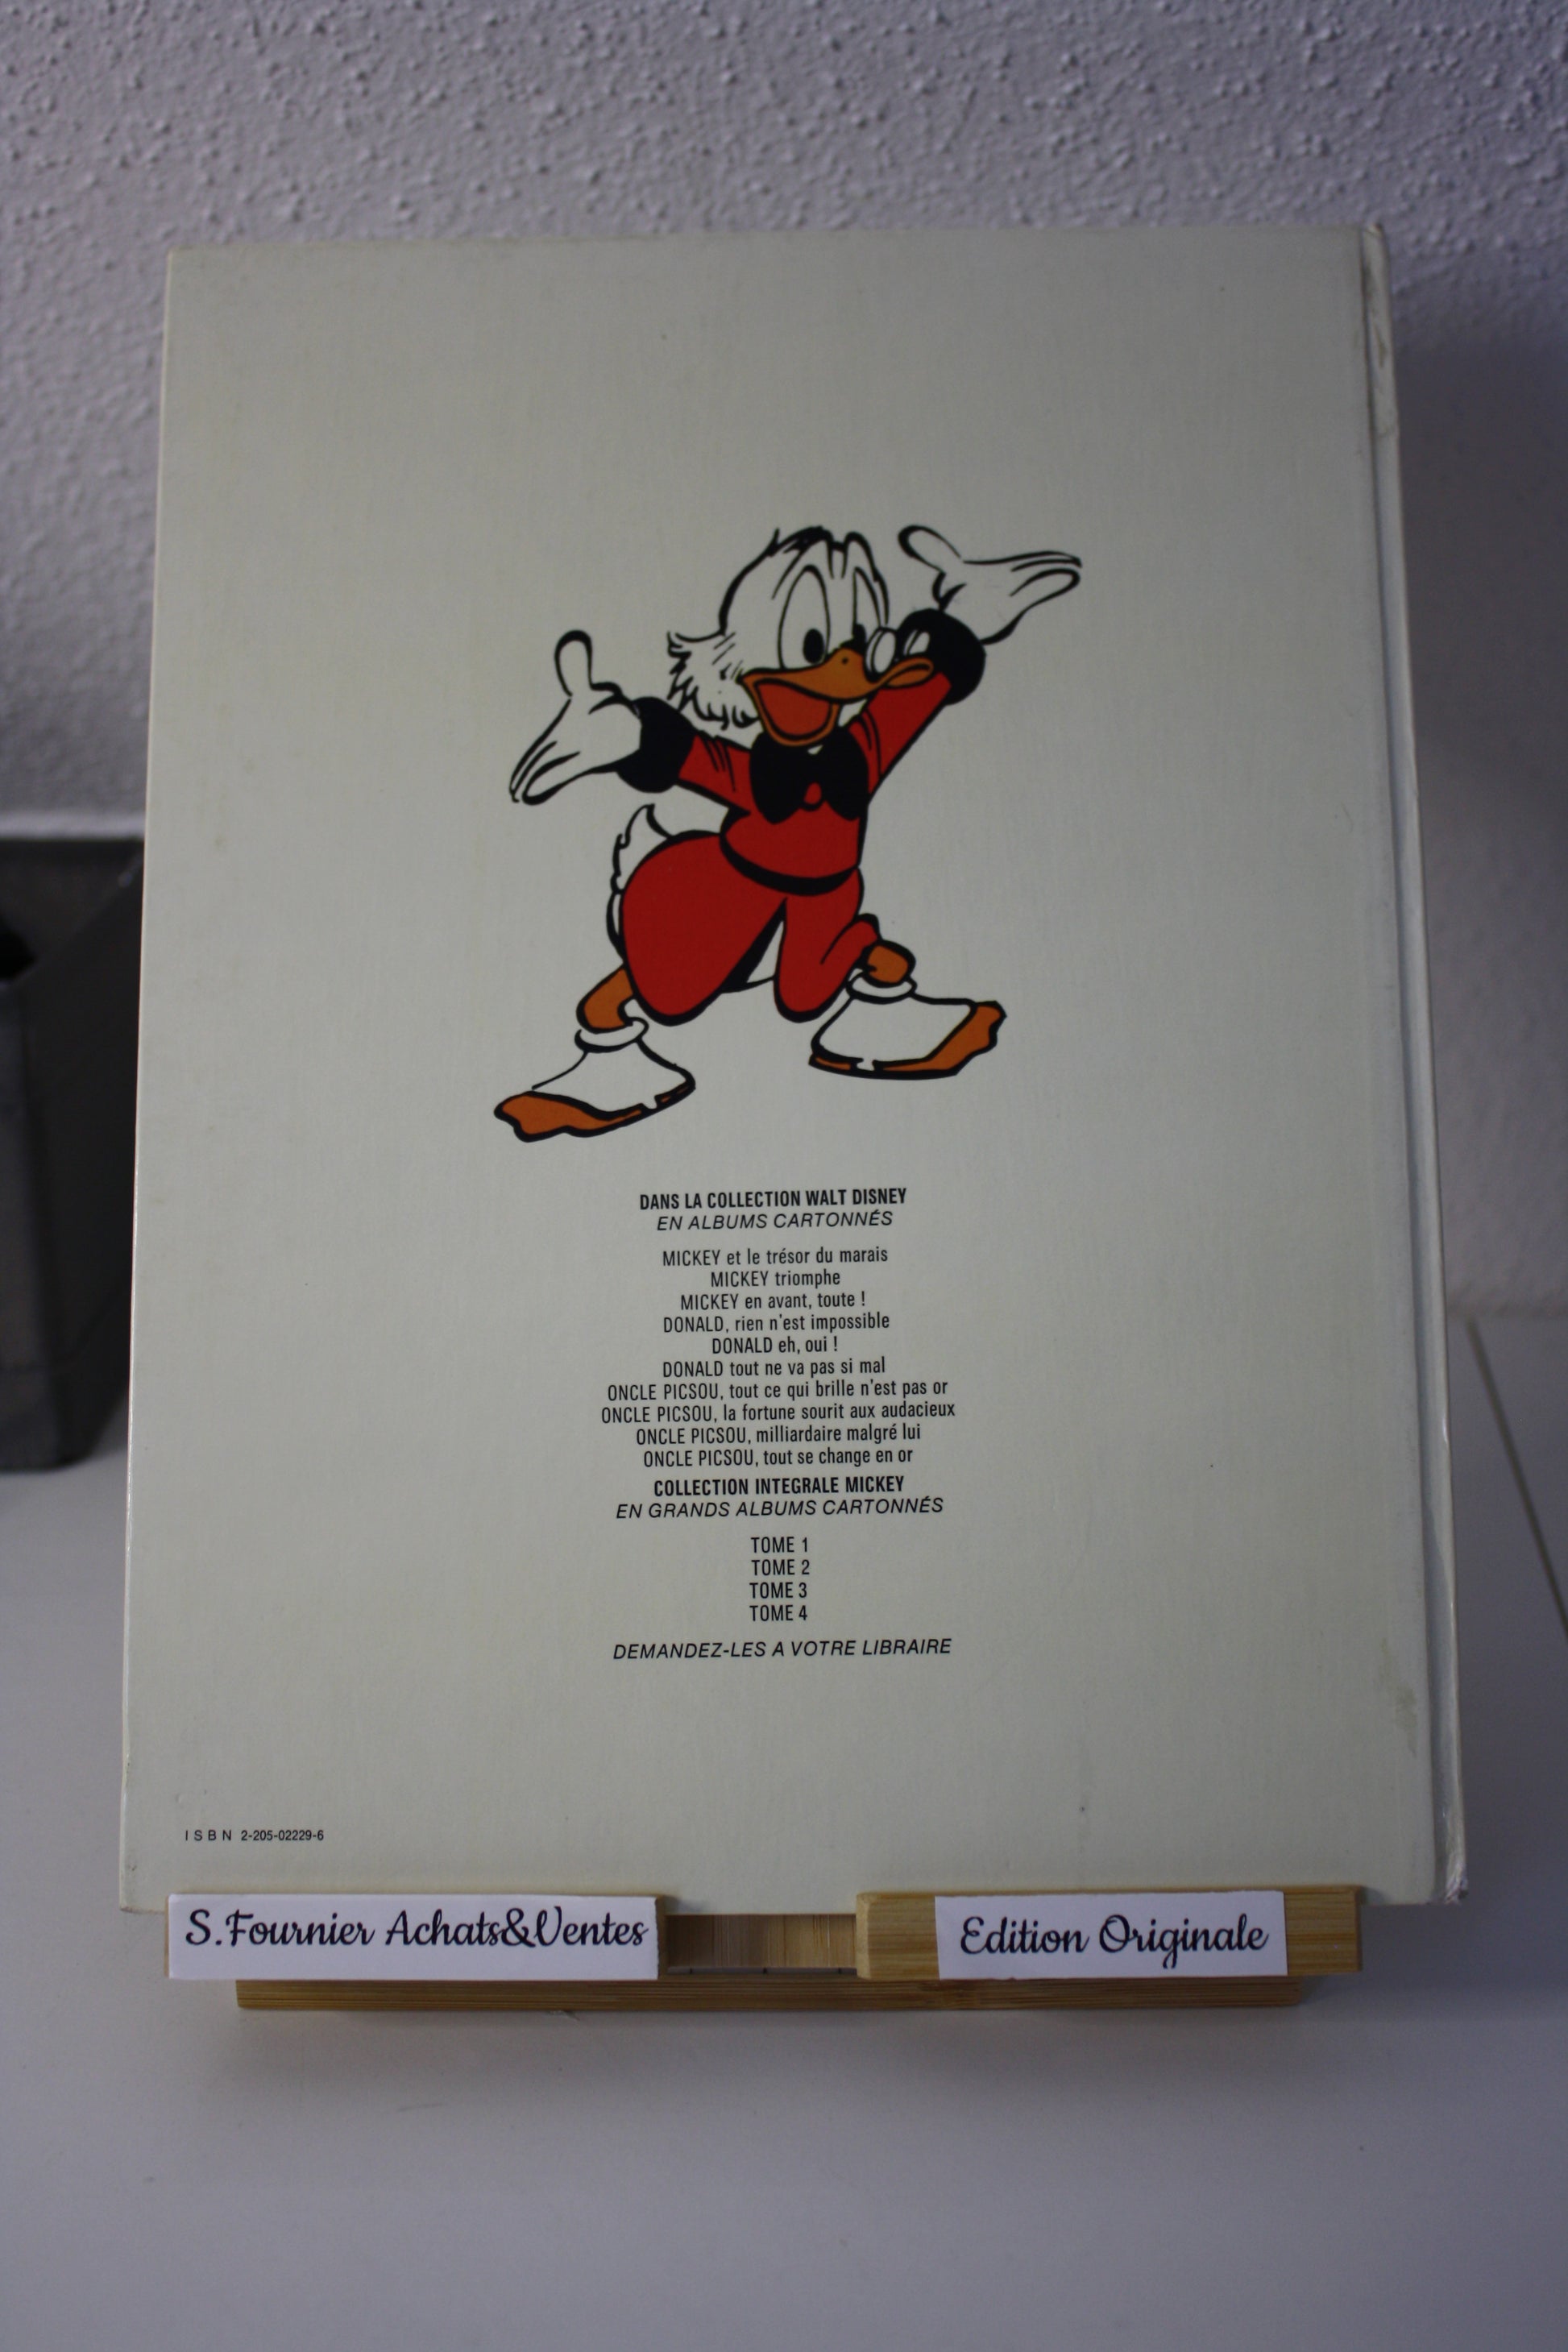 DANS LA COLLECTION WALT DISNEY
EN ALBUMS CARTONNÉS
MICKEY et le trésor du marais
MICKEY triomphe
MICKEY en avant, toute !
DONALD, rien n'est impossible
DONALD eh, oui !
DONALD tout ne va pas si mal
ONCLE PICSOU, tout ce qui brille n'est pas or
ONCLE PICSOU, la fortune sourit aux audacieux
ONCLE PICSOU, milliardaire malgré lui
ONCLE PICSOU, tout se change en or
COLLECTION INTEGRALE MICKEY
EN GRANDS ALBUMS CARTONNÉS
TOME 1
TOME 2
TOME 3
TOME 4
DEMANDEZ-LES A VOTRE LIBRAIRE
ISBN 2-205-02229-6
S.Fournier Achats&Ventes
Edition Originale